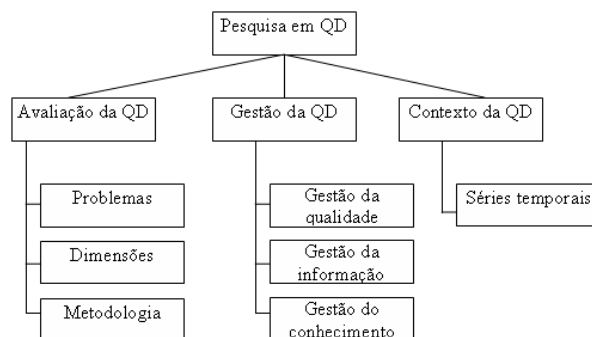 Pesquisa em QD
Avaliação da QD
Gestão da QD
Contexto da QD
Problemas
Dimensões
Metodologia
Gestão da
qualidade
Gestão da
informação
Gestão do
conhecimento
Séries temporais